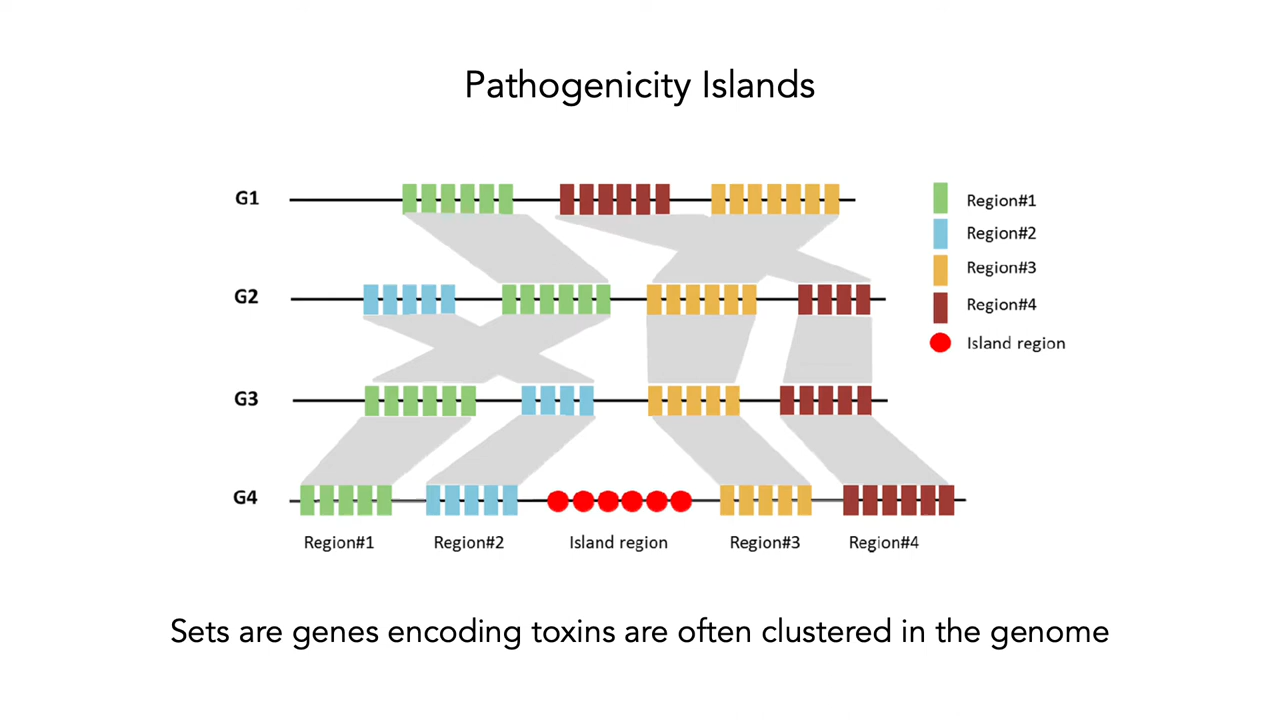 Pathogenicity Islands
G1
G2
G3
G4
Region#1
Region#2
Region#3
Region#4
Island region
Region#1
Region#2
Island region
Region#3
Region#4
Sets are genes encoding toxins are often clustered in the genome